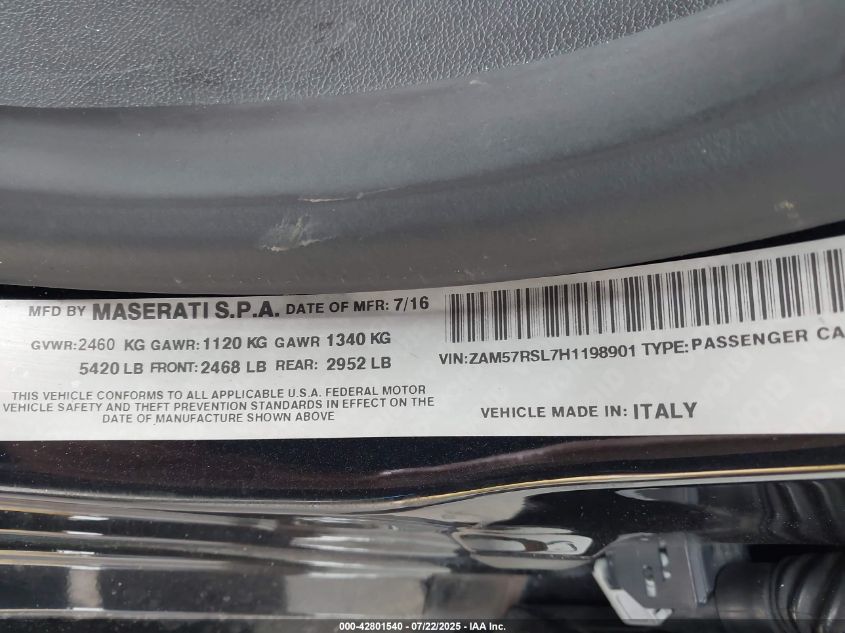 MFD BY MASERATI S.P.A. DATE OF MFR: 7/16
GVWR:2460 KG GAWR: 1120 KG GAWR 1340 KG
5420 LB FRONT: 2468 LB REAR: 2952 LB
THIS VEHICLE CONFORMS TO ALL APPLICABLE U.S.A. FEDERAL MOTOR
VEHICLE SAFETY AND THEFT PREVENTION STANDARDS IN EFFECT ON THE
DATE OF MANUFACTURE SHOWN ABOVE
VIN:ZAM57RSL7H1198901 TYPE: PASSENGER CA
VEHICLE MADE IN: ITALY
000-42801540 - 07/22/2025 - IAA Inc.